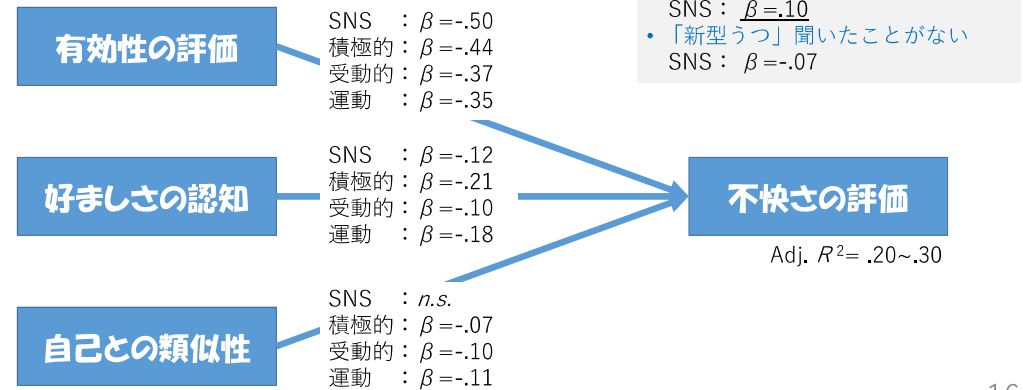 SNS : β=.10
• 「新型うつ」聞いたことがない
SNS: β=-.07
有効性の評価
SNS : β=-.50
積極的: β=-.44
受動的: β=-.37
運動 : β=-.35
好ましさの認知
SNS : β=-.12
積極的: β=-.21
受動的: β=-.10
運動 : β=-.18
不快さの評価
Adj. R²= .20~.30
自己との類似性
SNS : n.s.
積極的: β=-.07
受動的: β=-.10
運動 : β=-.11